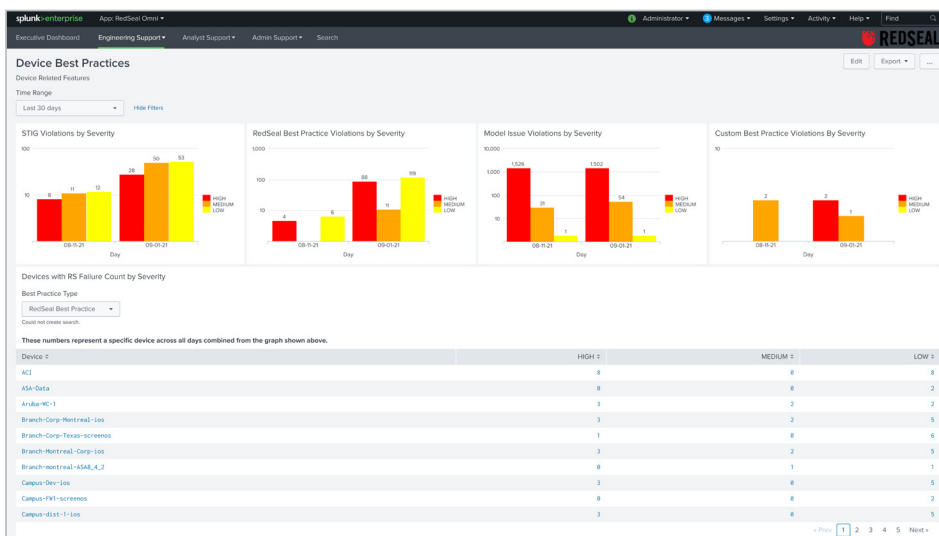 splunk>enterprise App: RedSeal Omni ▾ i Administrator ▾ 3 Messages ▾ Settings ▾ Activity ▾ Help ▾ Find
Executive Dashboard Engineering Support ▾ Analyst Support ▾ Admin Support ▾ Search REDSEAL
Device Best Practices Edit Export ▾ ...
Device Related Features
Time Range
Last 30 days ▾ Hide Filters
STIG Violations by Severity
100
10
8 11 12
28 50 53
HIGH
MEDIUM
LOW
08-11-21 09-01-21
Day
RedSeal Best Practice Violations by Severity
1,000
100
10
4 6
88 11 119
HIGH
MEDIUM
LOW
08-11-21 09-01-21
Day
Model Issue Violations by Severity
10,000
1,000
100
10
1,526 31 1
1,502 54 1
HIGH
MEDIUM
LOW
08-11-21 09-01-21
Day
Custom Best Practice Violations By Severity
10
2
2 1
HIGH
MEDIUM
LOW
08-11-21 09-01-21
Day
Devices with RS Failure Count by Severity
Best Practice Type
RedSeal Best Practice ▾
Could not create search.
These numbers represent a specific device across all days combined from the graph shown above.
Device HIGH MEDIUM LOW
ACI 8 0 8
ASA-Data 0 0 2
Aruba-WC-1 3 2 2
Branch-Corp-Montreal-ios 3 2 5
Branch-Corp-Texas-screenos 1 0 6
Branch-Montreal-Corp-ios 3 2 5
Branch-montreal-ASA8_4_2 0 1 1
Campus-Dev-ios 3 0 5
Campus-FW1-screenos 0 0 2
Campus-dist-1-ios 3 0 5
« Prev 1 2 3 4 5 Next »